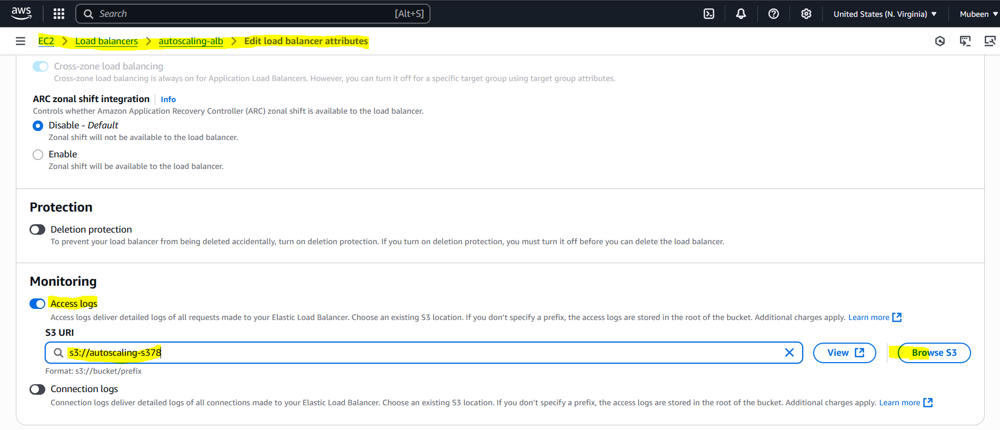 aws
Search [Alt+S] United States (N. Virginia) Mubeen
EC2 Load balancers autoscaling-alb Edit load balancer attributes
Cross-zone load balancing
Cross-zone load balancing is always on for Application Load Balancers. However, you can turn it off for a specific target group using target group attributes.
ARC zonal shift integration Info
Controls whether Amazon Application Recovery Controller (ARC) zonal shift is available to the load balancer.
Disable - Default
Zonal shift will not be available to the load balancer.
Enable
Zonal shift will be available to the load balancer.
Protection
Deletion protection
To prevent your load balancer from being deleted accidentally, turn on deletion protection. If you turn on deletion protection, you must turn it off before you can delete the load balancer.
Monitoring
Access logs
Access logs deliver detailed logs of all requests made to your Elastic Load Balancer. Choose an existing S3 location. If you don’t specify a prefix, the access logs are stored in the root of the bucket. Additional charges apply. Learn more
S3 URI
s3://autoscaling-s378 View Browse S3
Format: s3://bucket/prefix
Connection logs
Connection logs deliver detailed logs of all connections made to your Elastic Load Balancer. Choose an existing S3 location. If you don’t specify a prefix, the access logs are stored in the root of the bucket. Additional charges apply. Learn more